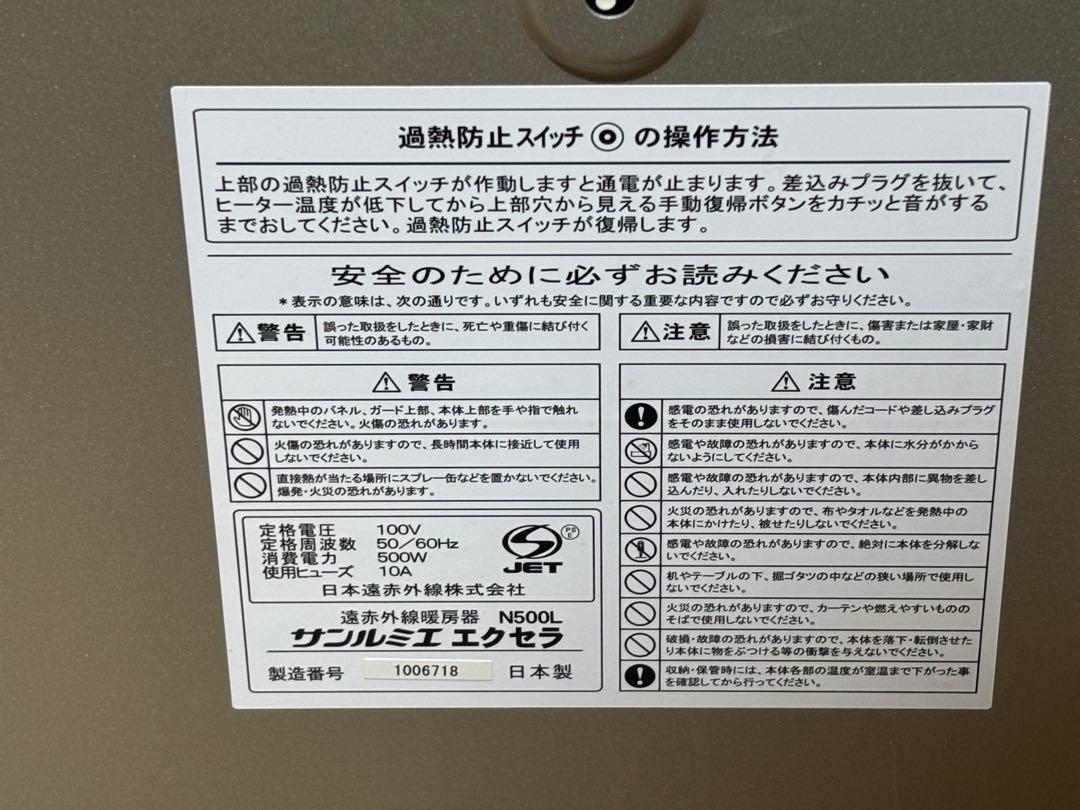 過熱防止スイッチ◉の操作方法
上部の過熱防止スイッチが作動しますと通電が止まります。差込みプラグを抜いて、
ヒーター温度が低下してから上部穴から見える手動復帰ボタンをカチッと音がする
までおしてください。過熱防止スイッチが復帰します。
安全のために必ずお読みください
*表示の意味は、次の通りです。いずれも安全に関する重要な内容ですので必ずお守りください。
警告
誤った取扱をしたときに、死亡や重傷に結び付く
可能性のあるもの。
注意
誤った取扱をしたときに、傷害または家屋・家財
などの損害に結び付くもの。
警告
発熱中のパネル、ガード上部、本体上部を手や指で触れ
ないでください。火傷の恐れがあります。
火傷の恐れがありますので、長時間本体に接近して使用
しないでください。
直接熱が当たる場所にスプレー缶などを置かないでください。
爆発・火災の恐れがあります。
定格電圧 100V
定格周波数 50/60Hz
消費電力 500W
使用ヒューズ 10A
PS
E
JET
日本遠赤外線株式会社
遠赤外線暖房器 N500L
サンルミエ エクセラ
製造番号 1006718 日本製
注意
感電の恐れがありますので、傷んだコードや差し込みプラグ
をそのまま使用しないでください。
感電や故障の恐れがありますので、本体に水分がかから
ないようにしてください。
感電や故障の恐れがありますので、本体内部に異物を差し
込んだり、入れたりしないでください。
火災の恐れがありますので、布やタオルなどを発熱中の
本体にかけたり、被せたりしないでください。
感電や故障の恐れがありますので、絶対に本体を分解しな
いでください。
机やテーブルの下、掘ゴタツの中などの狭い場所で使用し
ないでください。
火災の恐れがありますので、カーテンや燃えやすいものの
そばで使用しないでください。
破損・故障の恐れがありますので、本体を落下・転倒させた
り本体に物をぶつける等の衝撃を与えないでください。
収納・保管時には、本体各部の温度が室温まで下がった事
を確認してから行ってください。